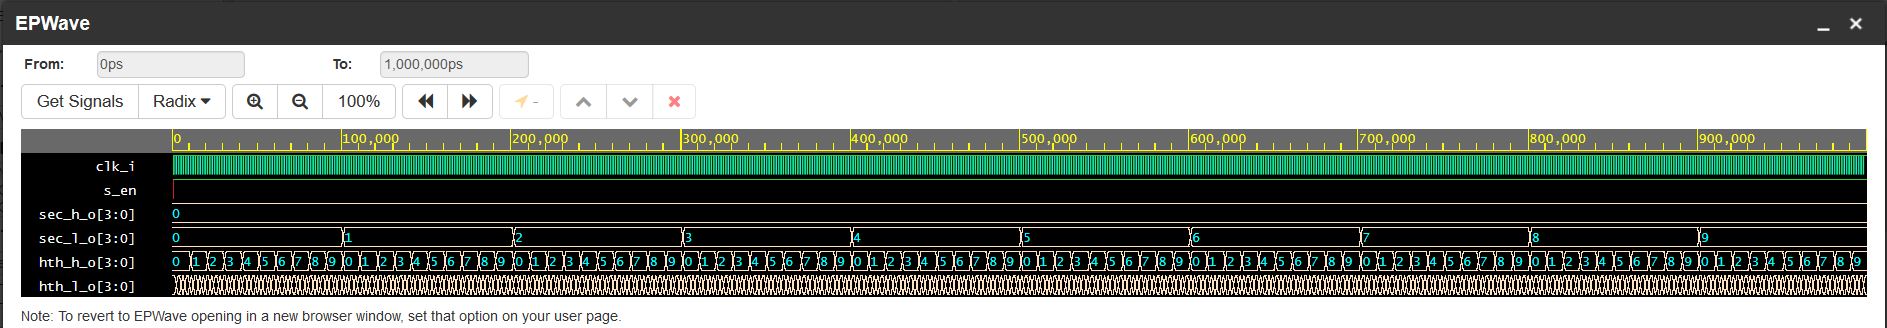 EPWave
From: 0ps To: 1,000,000ps
Get Signals Radix 100% -
0 100,000 200,000 300,000 400,000 500,000 600,000 700,000 800,000 900,000
clk_i
s_en
sec_h_o[3:0] 0
sec_l_o[3:0] 0 1 2 3 4 5 6 7 8 9
hth_h_o[3:0] 0 1 2 3 4 5 6 7 8 9 0 1 2 3 4 5 6 7 8 9 0 1 2 3 4 5 6 7 8 9 0 1 2 3 4 5 6 7 8 9 0 1 2 3 4 5 6 7 8 9 0 1 2 3 4 5 6 7 8 9 0 1 2 3 4 5 6 7 8 9 0 1 2 3 4 5 6 7 8 9 0 1 2 3 4 5 6 7 8 9 0 1 2 3 4 5 6 7 8 9
hth_l_o[3:0]
Note: To revert to EPWave opening in a new browser window, set that option on your user page.